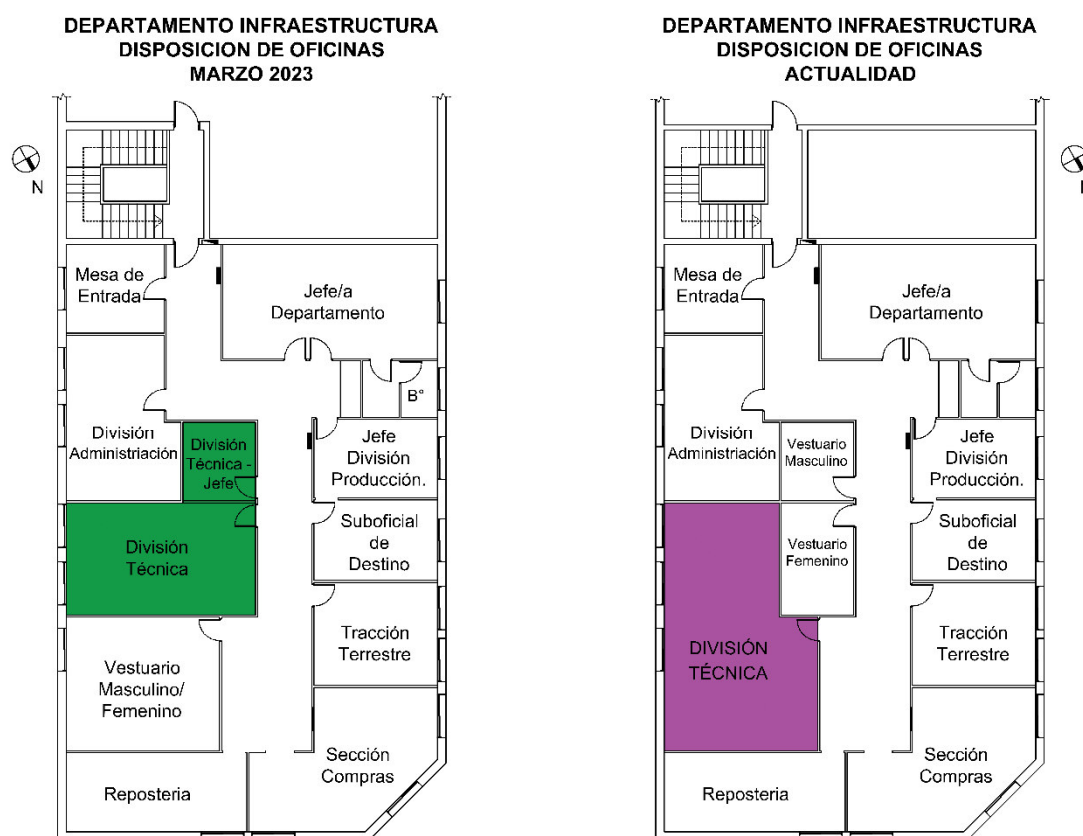 DEPARTAMENTO INFRAESTRUCTURA
DISPOSICION DE OFICINAS
MARZO 2023
N
Mesa de
Entrada
Jefe/a
Departamento
B°
División
Administriación
División
Técnica -
Jefe
Jefe
División
Producción.
División
Técnica
Suboficial
de
Destino
Vestuario
Masculino/
Femenino
Tracción
Terrestre
Sección
Compras
Reposteria
DEPARTAMENTO INFRAESTRUCTURA
DISPOSICION DE OFICINAS
ACTUALIDAD
Mesa de
Entrada
Jefe/a
Departamento
División
Administriación
Vestuario
Masculino
Jefe
División
Producción.
Vestuario
Femenino
Suboficial
de
Destino
DIVISIÓN
TÉCNICA
Tracción
Terrestre
Sección
Compras
Reposteria